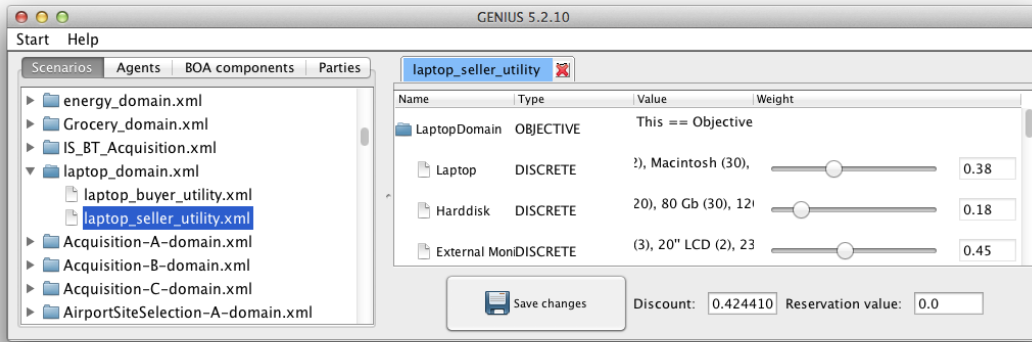 GENIUS 5.2.10
Start Help
Scenarios Agents BOA components Parties
energy_domain.xml
Grocery_domain.xml
IS_BT_Acquisition.xml
laptop_domain.xml
laptop_buyer_utility.xml
laptop_seller_utility.xml
Acquisition-A-domain.xml
Acquisition-B-domain.xml
Acquisition-C-domain.xml
AirportSiteSelection-A-domain.xml
laptop_seller_utility
Name Type Value Weight
LaptopDomain OBJECTIVE This == Objective
Laptop DISCRETE 2), Macintosh (30), 0.38
Harddisk DISCRETE 20), 80 Gb (30), 12 0.18
External Moni DISCRETE (3), 20" LCD (2), 23 0.45
Save changes Discount: 0.424410 Reservation value: 0.0